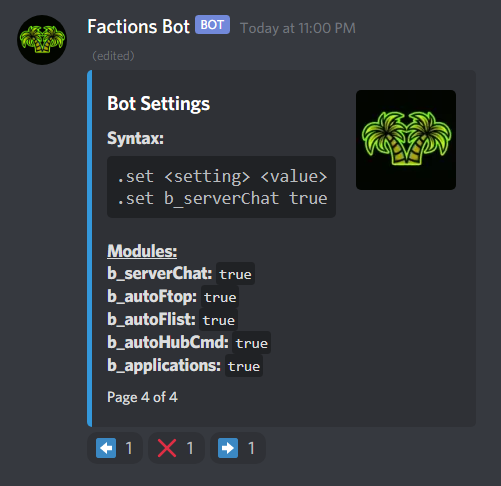 Factions Bot BOT Today at 11:00 PM
(edited)
Bot Settings
Syntax:
.set <setting> <value>
.set b_serverChat true
Modules:
b_serverChat: true
b_autoFtop: true
b_autoFlist: true
b_autoHubCmd: true
b_applications: true
Page 4 of 4
1 1 1